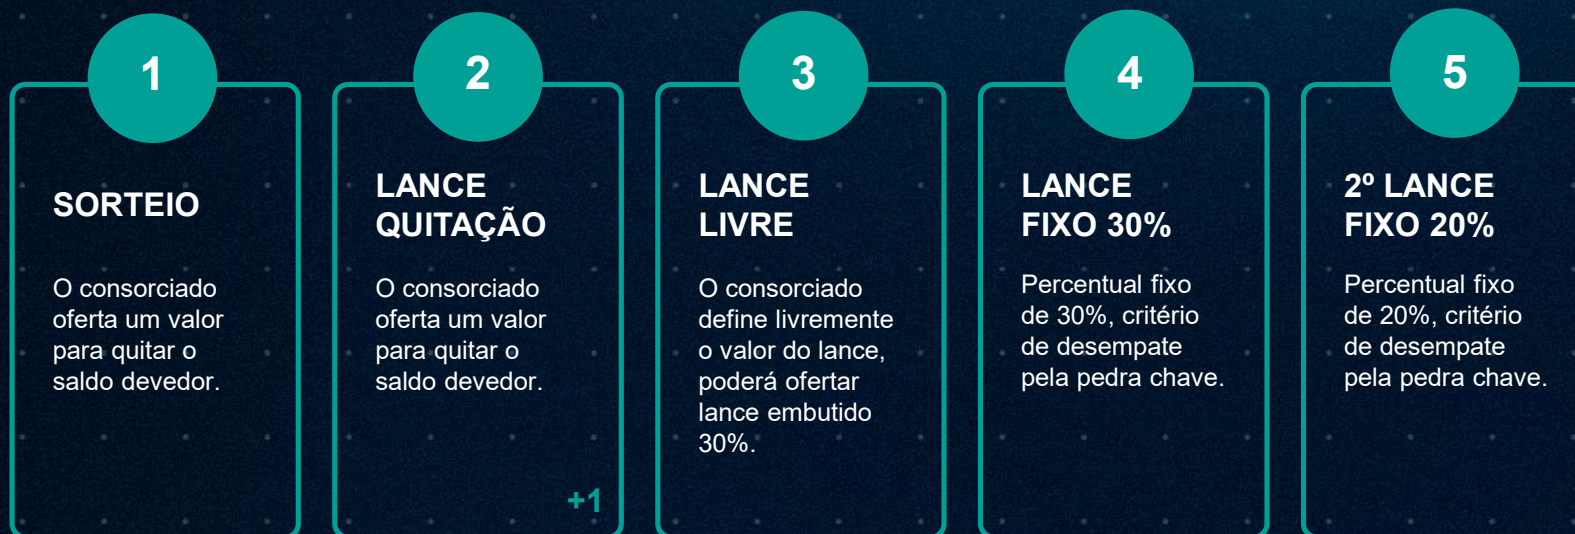 1
SORTEIO
O consorciado
oferta um valor
para quitar o
saldo devedor.
2
LANCE
QUITAÇÃO
O consorciado
oferta um valor
para quitar o
saldo devedor.
+1
3
LANCE
LIVRE
O consorciado
define livremente
o valor do lance,
poderá ofertar
lance embutido
30%.
4
LANCE
FIXO 30%
Percentual fixo
de 30%, critério
de desempate
pela pedra chave.
5
2º LANCE
FIXO 20%
Percentual fixo
de 20%, critério
de desempate
pela pedra chave.